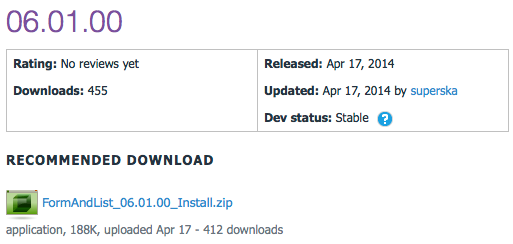 06.01.00
Rating: No reviews yet
Downloads: 455
Released: Apr 17, 2014
Updated: Apr 17, 2014 by superska
Dev status: Stable ?
RECOMMENDED DOWNLOAD
FormAndList_06.01.00_Install.zip
application, 188K, uploaded Apr 17 - 412 downloads